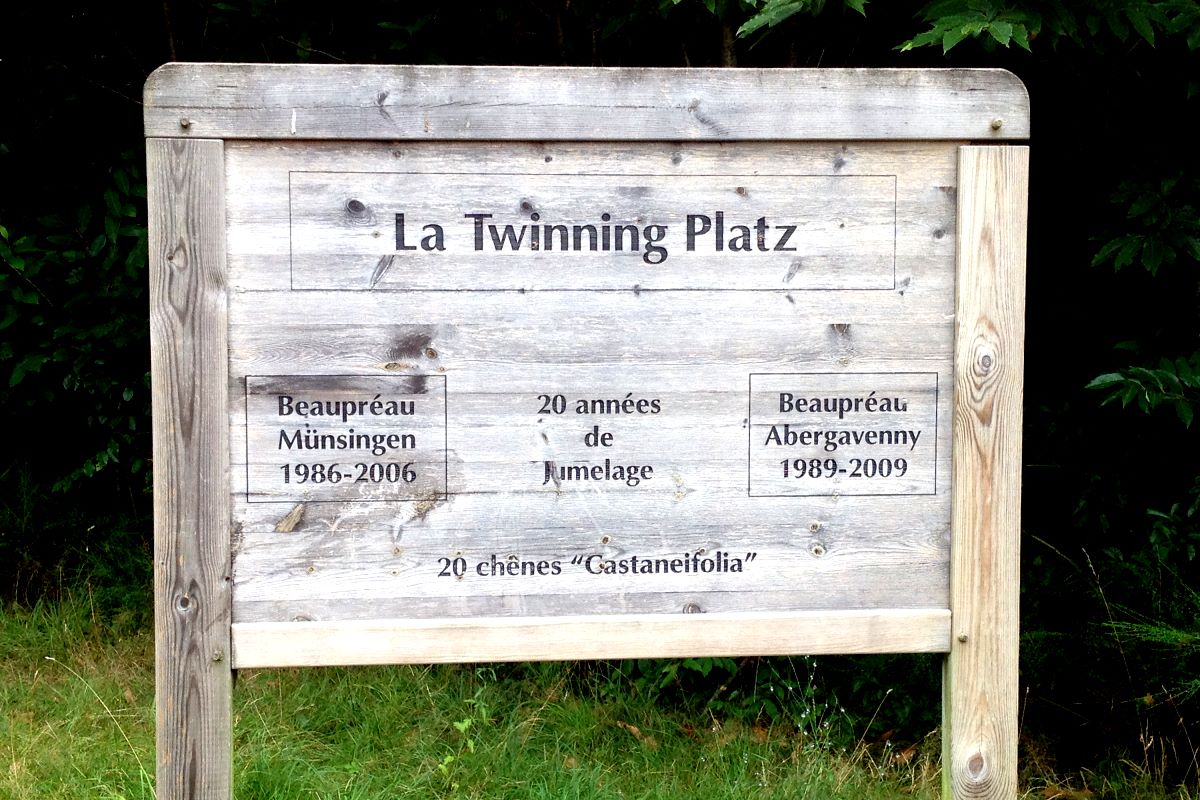 La Twinning Platz
Beaupréau
Münsingen
1986-2006
20 années
de
Jumelage
Beaupréau
Abergavenny
1989-2009
20 chênes “Castaneifolia”